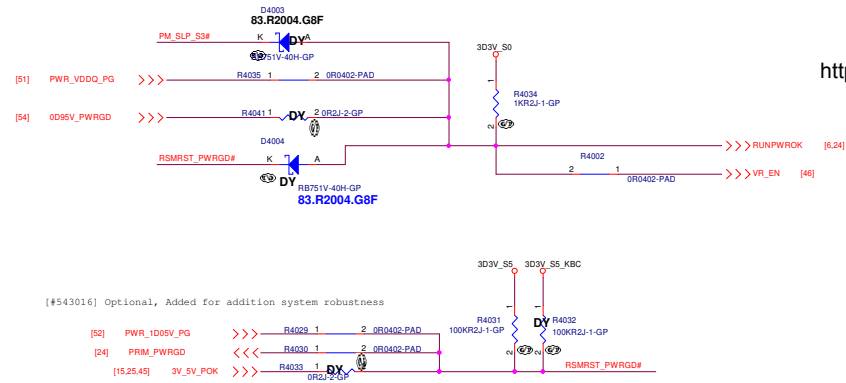 D4003
83.R2004.G8F
PM_SLP_S3#
K
DY
A
751V-40H-GP
3D3V_S0
http
[51] PWR_VDDQ_PG
R4035 1
2 0R0402-PAD
1
R4034
1KR2J-1-GP
2
[54] 0D95V_PWRGD
R4041 1
DY
2 0R2J-2-GP
D4004
RSMRST_PWRGD#
K
A
DY
RB751V-40H-GP
83.R2004.G8F
RUNPWROK [6,24]
R4002
2
1
0R0402-PAD
VR_EN [46]
3D3V_S5
3D3V_S5_KBC
[#543016] Optional, Added for addition system robustness
1
R4031
100KR2J-1-GP
2
1
DY
R4032
100KR2J-1-GP
2
[52] PWR_1D05V_PG
R4029 1
2 0R0402-PAD
[24] PRIM_PWRGD
R4030 1
2 0R0402-PAD
[15,25,45] 3V_5V_POK
R4033 1
DY
2
0R2J-2-GP
RSMRST_PWRGD#